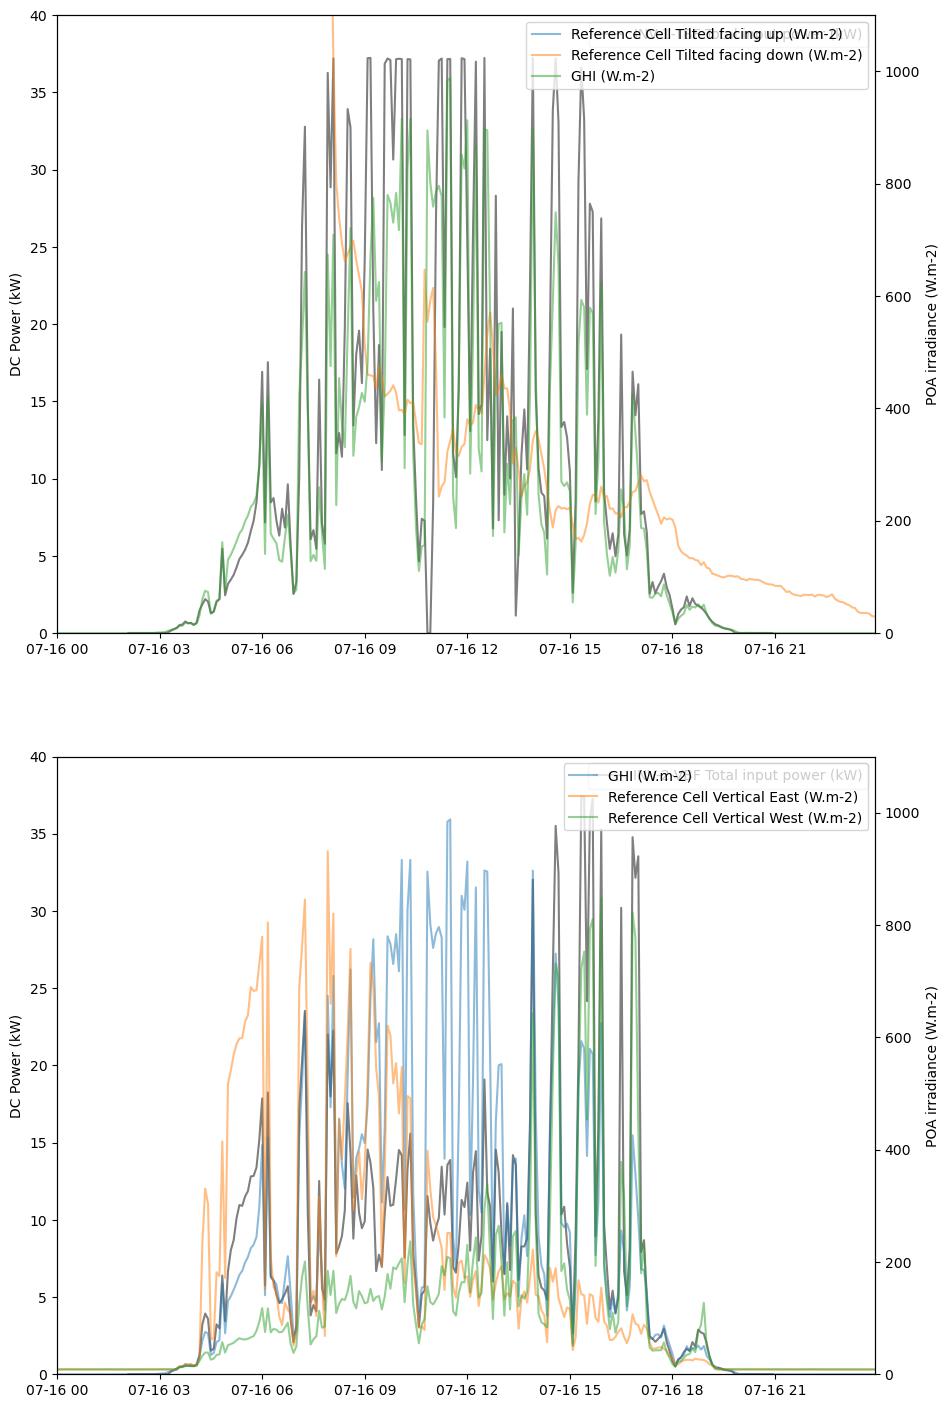 40
35
30
25
20
15
10
5
0
DC Power (kW)
Reference Cell Tilted facing up (W.m-2)
Reference Cell Tilted facing down (W.m-2)
GHI (W.m-2)
1000
800
600
400
200
0
POA irradiance (W.m-2)
07-16 00 07-16 03 07-16 06 07-16 09 07-16 12 07-16 15 07-16 18 07-16 21
40
35
30
25
20
15
10
5
0
DC Power (kW)
GHI (W.m-2) Total input power (kW)
Reference Cell Vertical East (W.m-2)
Reference Cell Vertical West (W.m-2)
1000
800
600
400
200
0
POA irradiance (W.m-2)
07-16 00 07-16 03 07-16 06 07-16 09 07-16 12 07-16 15 07-16 18 07-16 21